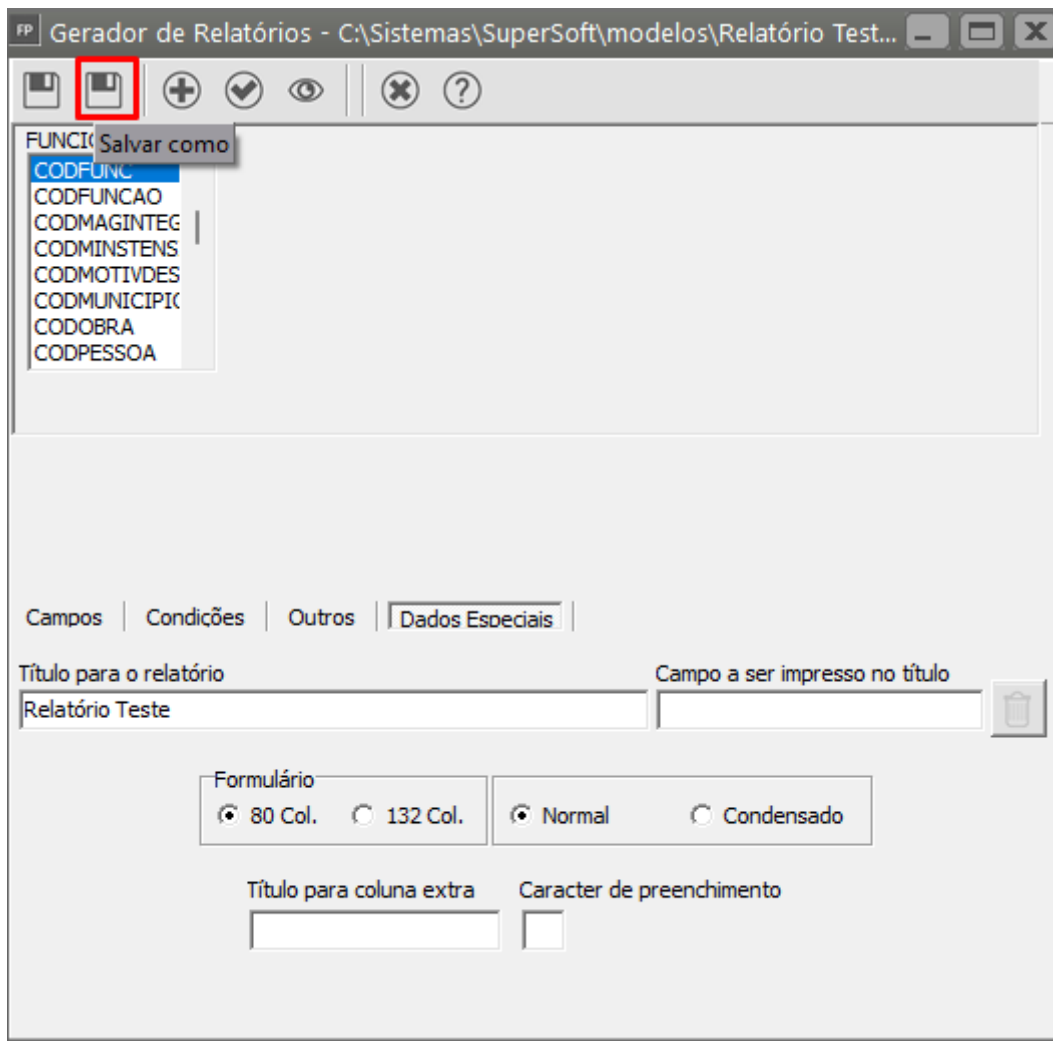 FP Gerador de Relatórios - C:\Sistemas\SuperSoft\modelos\Relatório Test...
Salvar como
CODFUNC
CODFUNCAO
CODMAGINTEG
CODMINSTENS
CODMOTIVDES
CODMUNICIPIO
CODOBRA
CODPESSOA
Campos Condições Outros Dados Especiais
Título para o relatório Campo a ser impresso no título
Relatório Teste
Formulário
80 Col. 132 Col. Normal Condensado
Título para coluna extra Caracter de preenchimento